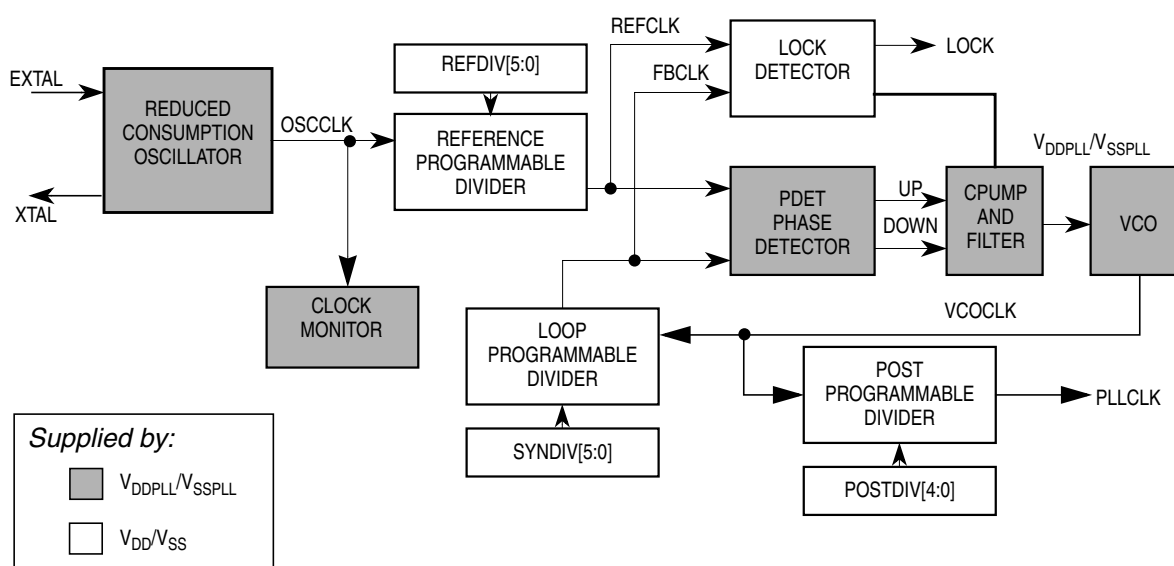 REFCLK
LOCK
DETECTOR
LOCK
REFDIV[5:0]
FBCLK
EXTAL
REDUCED
CONSUMPTION
OSCILLATOR
OSCCLK
REFERENCE
PROGRAMMABLE
DIVIDER
XTAL
VDDPLL/VSSPLL
PDET
PHASE
DETECTOR
UP
DOWN
CPUMP
AND
FILTER
VCO
CLOCK
MONITOR
LOOP
PROGRAMMABLE
DIVIDER
VCOCLK
POST
PROGRAMMABLE
DIVIDER
PLLCLK
SYNDIV[5:0]
POSTDIV[4:0]
Supplied by:
VDDPLL/VSSPLL
VDD/VSS